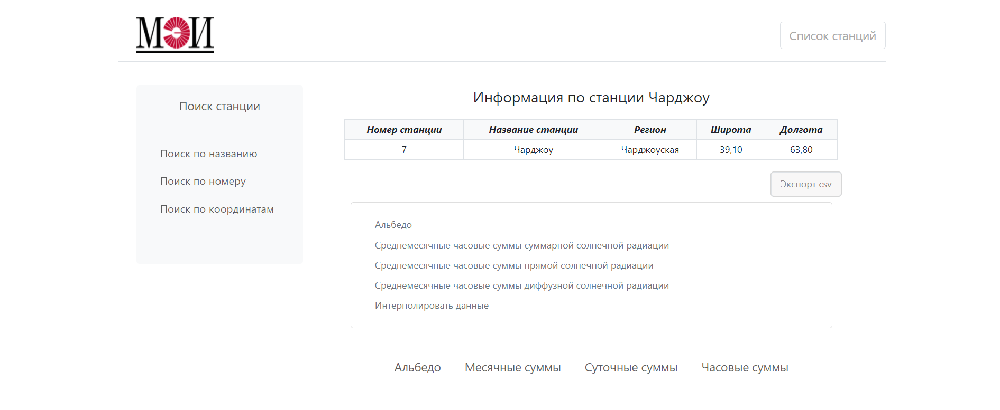 МЭИ
Список станций
Поиск станции
Поиск по названию
Поиск по номеру
Поиск по координатам
Информация по станции Чарджоу
Номер станции Название станции Регион Широта Долгота
7 Чарджоу Чарджоуская 39,10 63,80
Экспорт csv
Альбедо
Среднемесячные часовые суммы суммарной солнечной радиации
Среднемесячные часовые суммы прямой солнечной радиации
Среднемесячные часовые суммы диффузной солнечной радиации
Интерполировать данные
Альбедо Месячные суммы Суточные суммы Часовые суммы